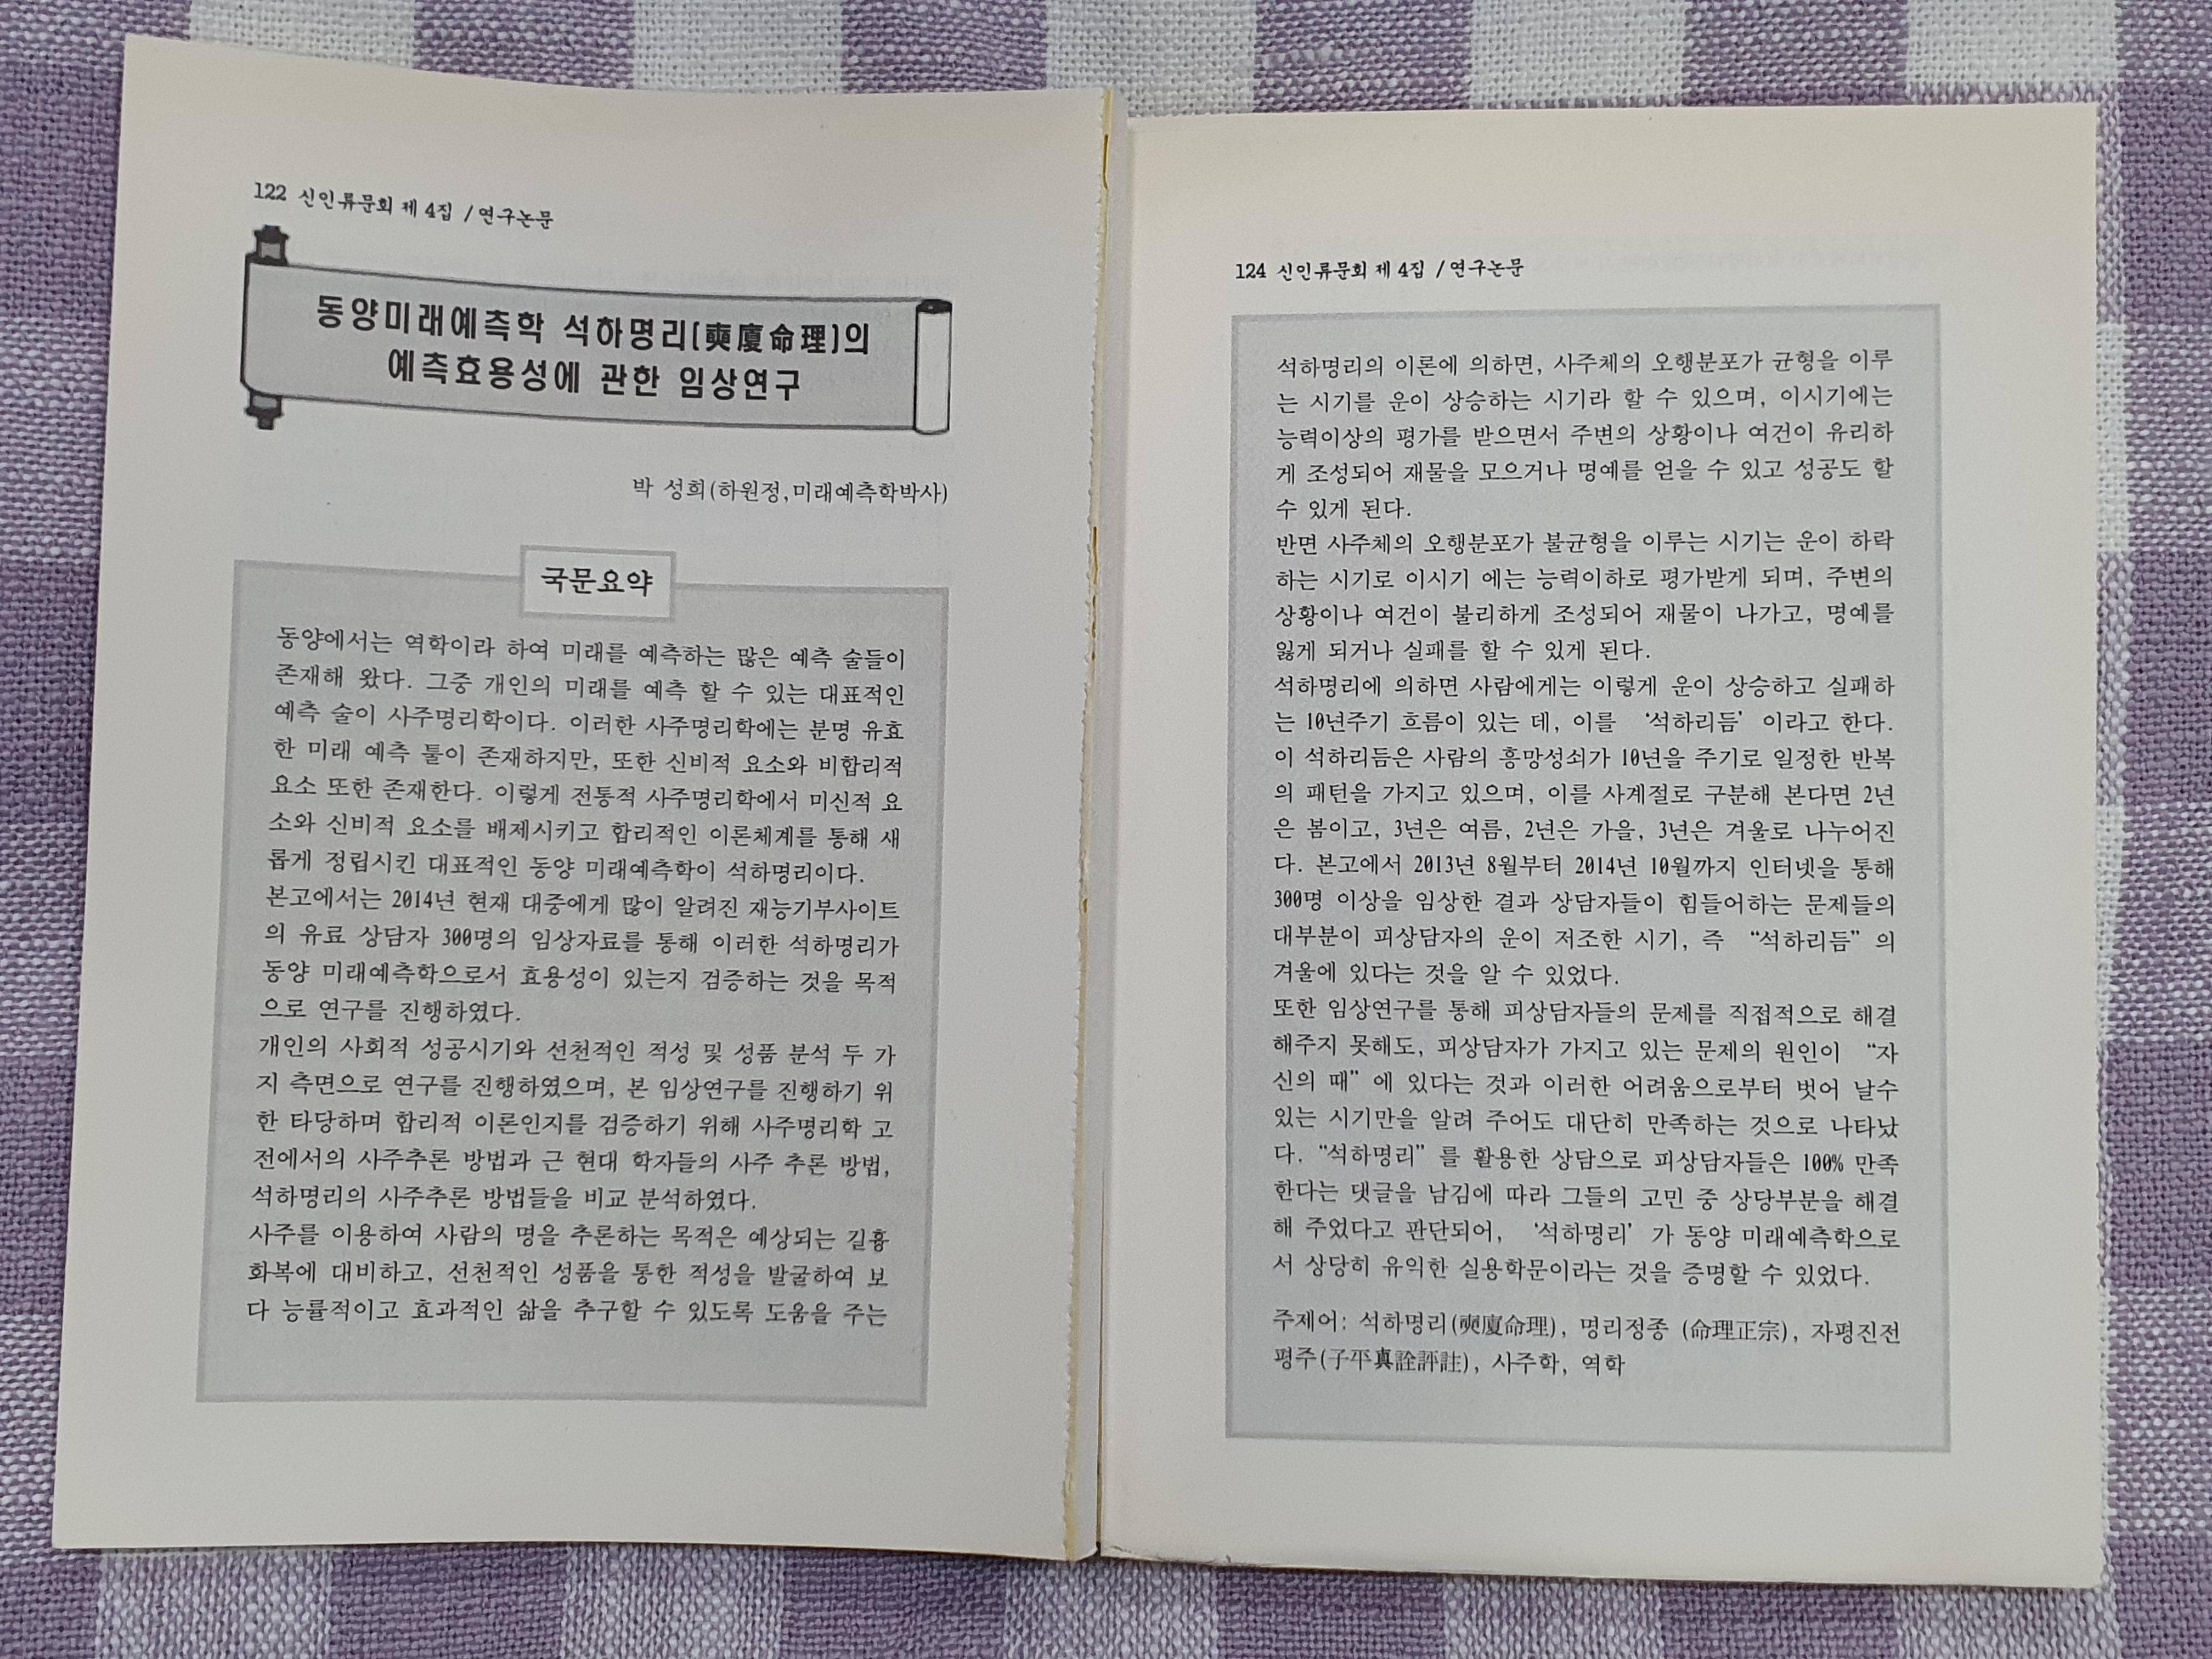 122 신인류문회 제 4집 / 연구논문
동양미래예측학 석하명리(奭廈命理)의
예측효용성에 관한 임상연구
박 성희(하원정,미래예측학박사)
국문요약
동양에서는 역학이라 하여 미래를 예측하는 많은 예측 술들이
존재해 왔다. 그중 개인의 미래를 예측 할 수 있는 대표적인
예측 술이 사주명리학이다. 이러한 사주명리학에는 분명 유효
한 미래 예측 툴이 존재하지만, 또한 신비적 요소와 비합리적
요소 또한 존재한다. 이렇게 전통적 사주명리학에서 미신적 요
소와 신비적 요소를 배제시키고 합리적인 이론체계를 통해 새
롭게 정립시킨 대표적인 동양 미래예측학이 석하명리이다.
본고에서는 2014년 현재 대중에게 많이 알려진 재능기부사이트
의 유료 상담자 300명의 임상자료를 통해 이러한 석하명리가
동양 미래예측학으로서 효용성이 있는지 검증하는 것을 목적
으로 연구를 진행하였다.
개인의 사회적 성공시기와 선천적인 적성 및 성품 분석 두 가
지 측면으로 연구를 진행하였으며, 본 임상연구를 진행하기 위
한 타당하며 합리적 이론인지를 검증하기 위해 사주명리학 고
전에서의 사주추론 방법과 근 현대 학자들의 사주 추론 방법,
석하명리의 사주추론 방법들을 비교 분석하였다.
사주를 이용하여 사람의 명을 추론하는 목적은 예상되는 길흉
화복에 대비하고, 선천적인 성품을 통한 적성을 발굴하여 보
다 능률적이고 효과적인 삶을 추구할 수 있도록 도움을 주는
124 신인류문회 제 4집 / 연구논문
석하명리의 이론에 의하면, 사주체의 오행분포가 균형을 이루
는 시기를 운이 상승하는 시기라 할 수 있으며, 이시기에는
능력이상의 평가를 받으면서 주변의 상황이나 여건이 유리하
게 조성되어 재물을 모으거나 명예를 얻을 수 있고 성공도 할
수 있게 된다.
반면 사주체의 오행분포가 불균형을 이루는 시기는 운이 하락
하는 시기로 이시기 에는 능력이하로 평가받게 되며, 주변의
상황이나 여건이 불리하게 조성되어 재물이 나가고, 명예를
잃게 되거나 실패를 할 수 있게 된다.
석하명리에 의하면 사람에게는 이렇게 운이 상승하고 실패하
는 10년주기 흐름이 있는 데, 이를 ‘석하리듬’ 이라고 한다.
이 석하리듬은 사람의 흥망성쇠가 10년을 주기로 일정한 반복
의 패턴을 가지고 있으며, 이를 사계절로 구분해 본다면 2년
은 봄이고, 3년은 여름, 2년은 가을, 3년은 겨울로 나누어진
다. 본고에서 2013년 8월부터 2014년 10월까지 인터넷을 통해
300명 이상을 임상한 결과 상담자들이 힘들어하는 문제들의
대부분이 피상담자의 운이 저조한 시기, 즉 “석하리듬” 의
겨울에 있다는 것을 알 수 있었다.
또한 임상연구를 통해 피상담자들의 문제를 직접적으로 해결
해주지 못해도, 피상담자가 가지고 있는 문제의 원인이 “자
신의 때” 에 있다는 것과 이러한 어려움으로부터 벗어 날수
있는 시기만을 알려 주어도 대단히 만족하는 것으로 나타났
다. “석하명리” 를 활용한 상담으로 피상담자들은 100% 만족
한다는 댓글을 남김에 따라 그들의 고민 중 상당부분을 해결
해 주었다고 판단되어, ‘석하명리’ 가 동양 미래예측학으로
서 상당히 유익한 실용학문이라는 것을 증명할 수 있었다.
주제어: 석하명리(奭廈命理), 명리정종 (命理正宗), 자평진전
평주(子平真詮評註), 사주학, 역학